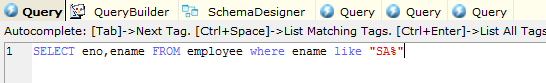 Query QueryBuilder SchemaDesigner Query Query Query
Autocomplete: [Tab]->Next Tag. [Ctrl+Space]->List Matching Tags. [Ctrl+Enter]->List All Tags
1 SELECT eno,ename FROM employee where ename like "SA%"